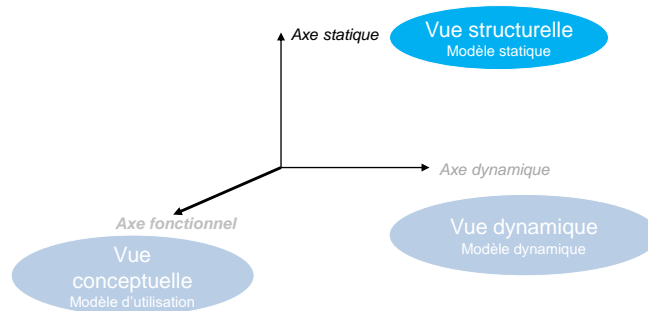 Vue structurelle
Axe statique
Modèle statique
Axe dynamique
Axe fonctionnel
Vue dynamique
Modèle dynamique
Vue
conceptuelle
Modèle d'utilisation